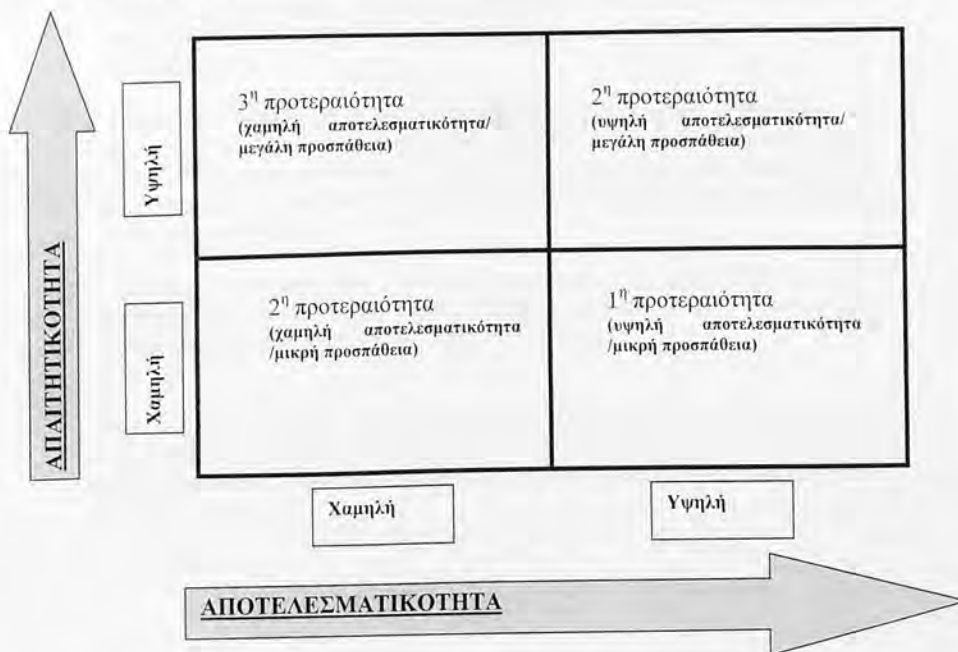 3η προτεραιότητα
(χαμηλή αποτελεσματικότητα/
μεγάλη προσπάθεια)
2η προτεραιότητα
(υψηλή αποτελεσματικότητα/
μεγάλη προσπάθεια)
Υψηλή
2η προτεραιότητα
(χαμηλή αποτελεσματικότητα
/μικρή προσπάθεια)
1η προτεραιότητα
(υψηλή αποτελεσματικότητα
/μικρή προσπάθεια)
Χαμηλή
ΑΠΑΙΤΗΤΙΚΟΤΗΤΑ
Χαμηλή
Υψηλή
ΑΠΟΤΕΛΕΣΜΑΤΙΚΟΤΗΤΑ